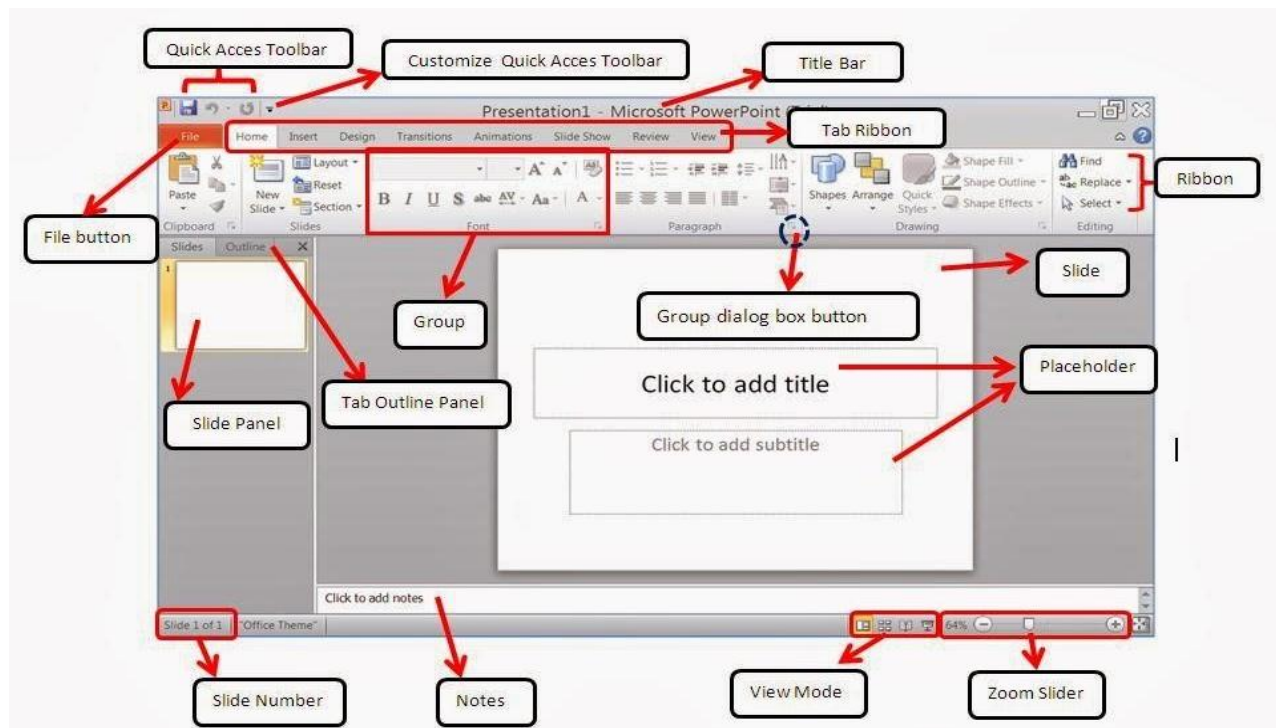 Quick Acces Toolbar
Customize Quick Acces Toolbar
Title Bar
Presentation1 - Microsoft PowerPoint
File
Home
Insert
Design
Transitions
Animations
Slide Show
Review
View
Tab Ribbon
Paste
New
Slide
Layout
Reset
Section
B I U S abc AV Aa A
A A
Shapes
Arrange
Quick
Styles
Shape Fill
Shape Outline
Shape Effects
Find
Replace
Select
Ribbon
Clipboard
Slides
Font
Paragraph
Drawing
Editing
File button
Slides
Outline
1
Slide
Group
Group dialog box button
Click to add title
Placeholder
Tab Outline Panel
Slide Panel
Click to add subtitle
Click to add notes
Slide 1 of 1
"Office Theme"
64%
Slide Number
Notes
View Mode
Zoom Slider